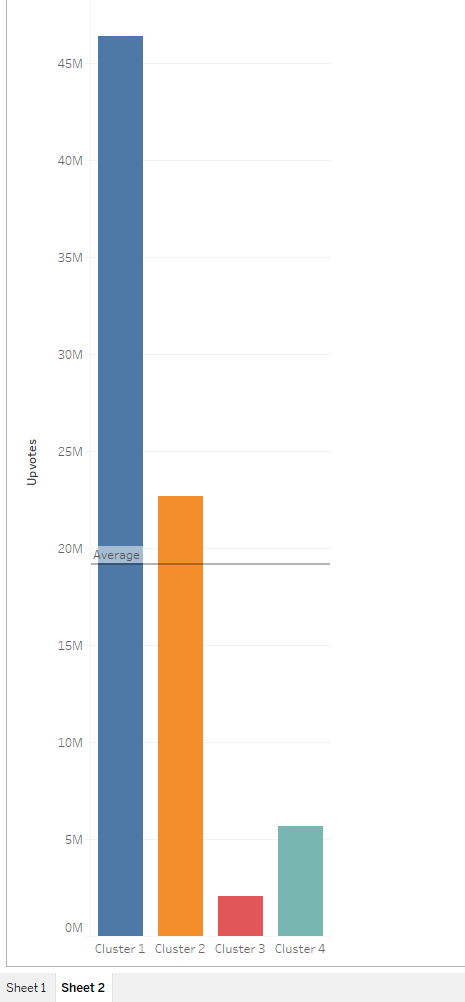 45M
40M
35M
30M
25M
Upvotes
20M
Average
15M
10M
5M
0M
Cluster 1 Cluster 2 Cluster 3 Cluster 4
Sheet 1 Sheet 2